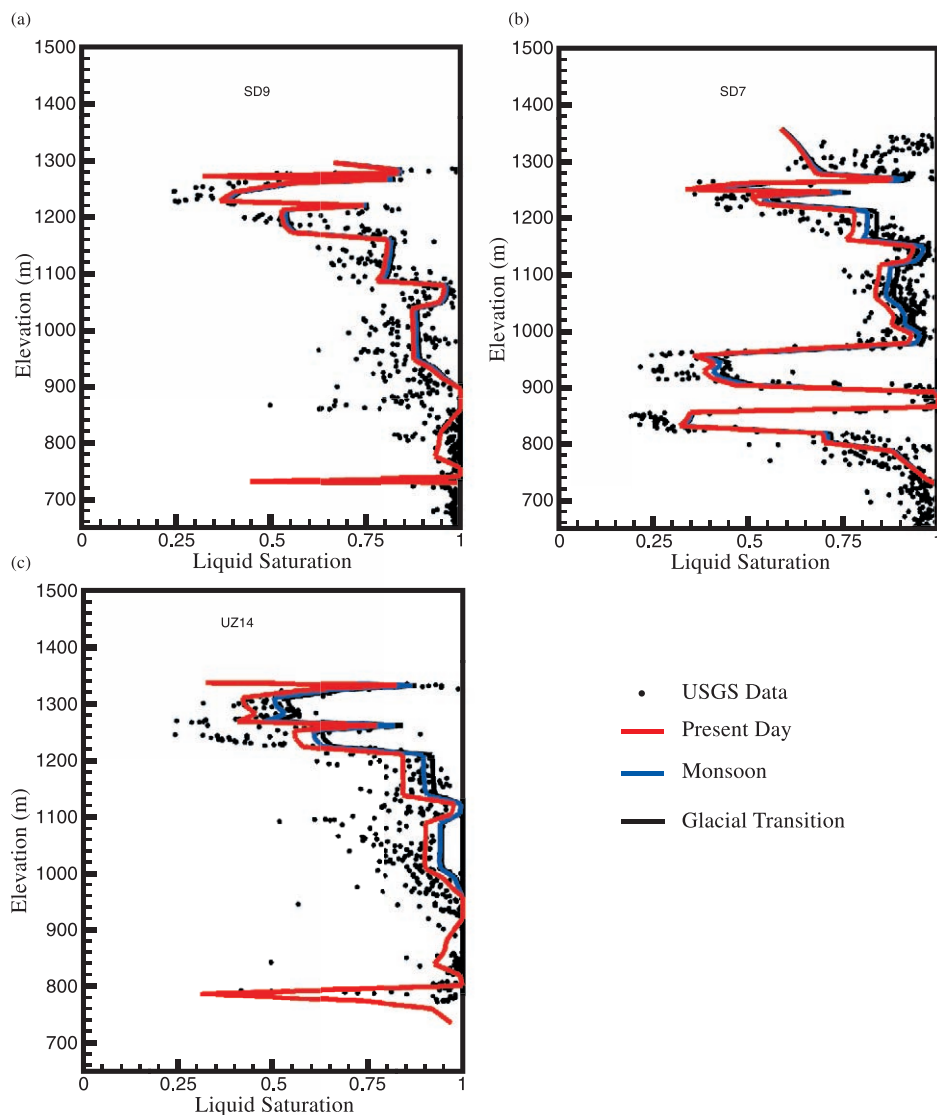 (a)
SD9
1500
1400
1300
1200
1100
1000
900
800
700
Elevation (m)
0 0.25 0.5 0.75 1
Liquid Saturation
(b)
SD7
1500
1400
1300
1200
1100
1000
900
800
700
Elevation (m)
0 0.25 0.5 0.75 1
Liquid Saturation
(c)
UZ14
1500
1400
1300
1200
1100
1000
900
800
700
Elevation (m)
0 0.25 0.5 0.75 1
Liquid Saturation
USGS Data
Present Day
Monsoon
Glacial Transition